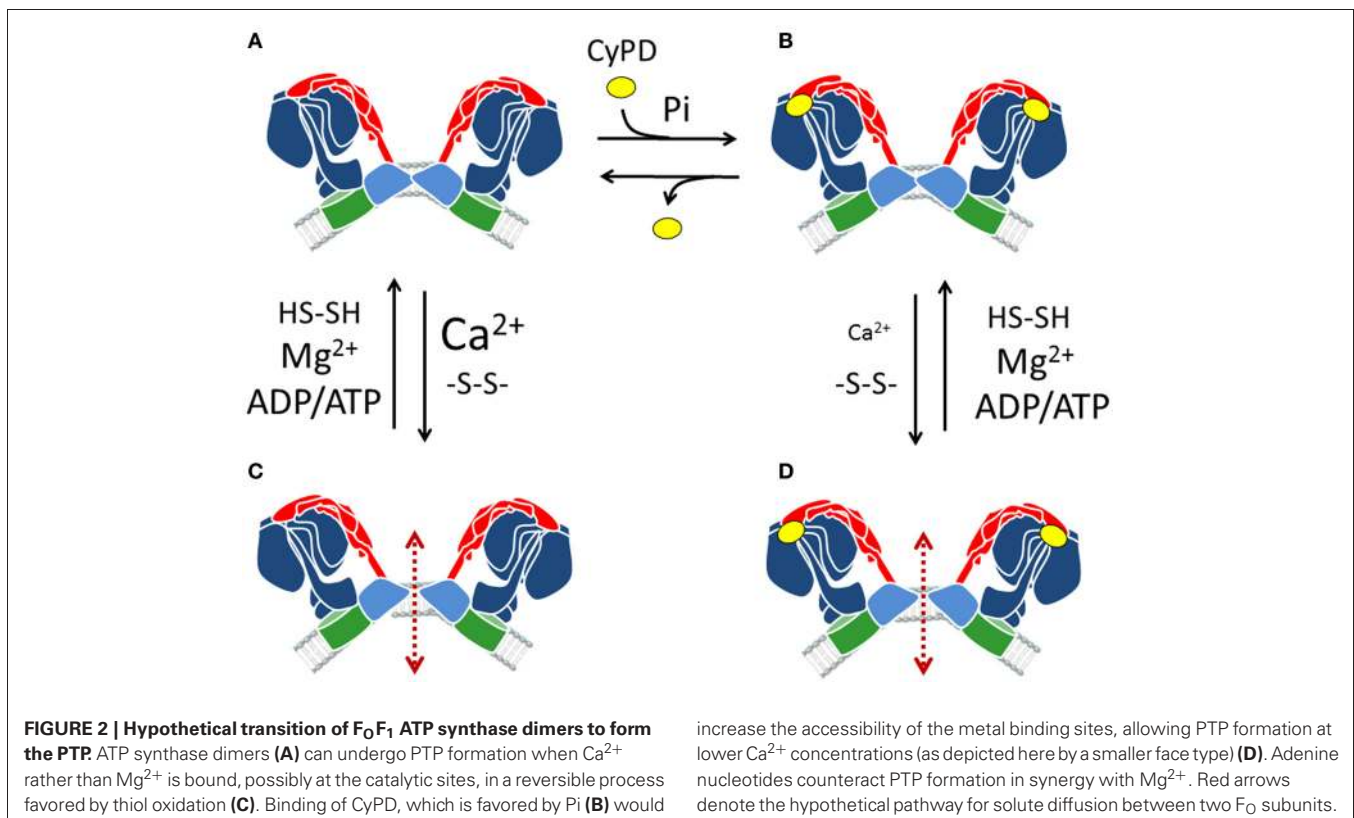 A
CyPD
B
Pi
HS-SH
Mg²⁺
ADP/ATP
Ca²⁺
-S-S-
Ca²⁺
-S-S-
HS-SH
Mg²⁺
ADP/ATP
C
D
FIGURE 2 | Hypothetical transition of FOF1 ATP synthase dimers to form
the PTP. ATP synthase dimers (A) can undergo PTP formation when Ca²⁺
rather than Mg²⁺ is bound, possibly at the catalytic sites, in a reversible process
favored by thiol oxidation (C). Binding of CyPD, which is favored by Pi (B) would
increase the accessibility of the metal binding sites, allowing PTP formation at
lower Ca²⁺ concentrations (as depicted here by a smaller face type) (D). Adenine
nucleotides counteract PTP formation in synergy with Mg²⁺. Red arrows
denote the hypothetical pathway for solute diffusion between two FO subunits.